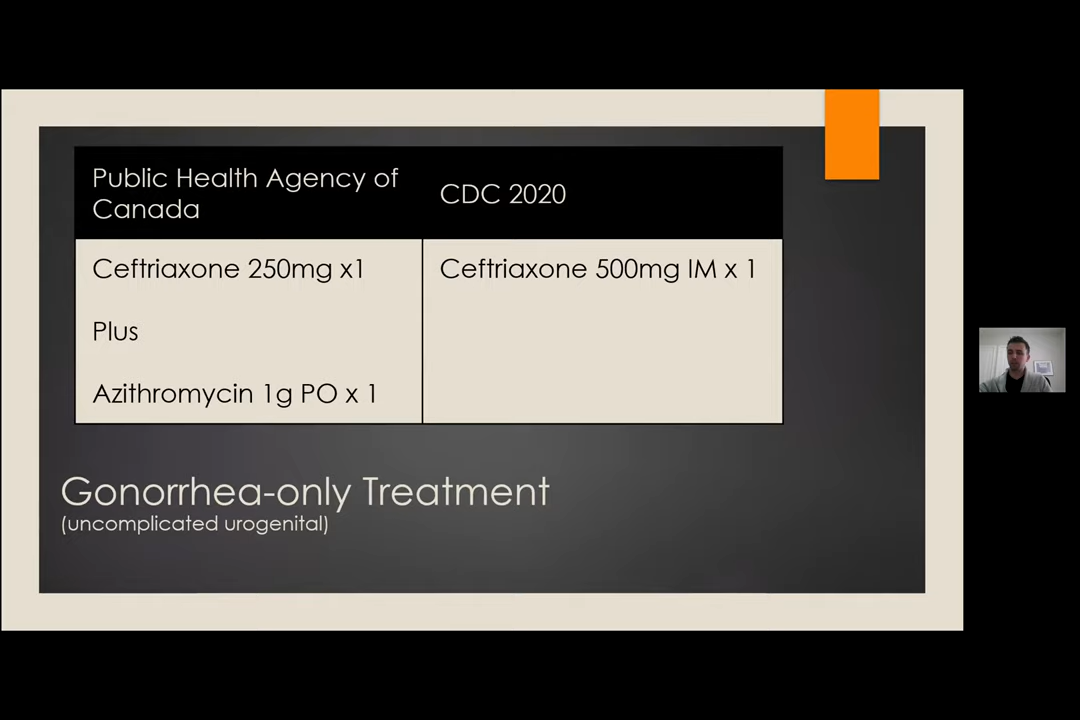 Public Health Agency of
Canada
CDC 2020
Ceftriaxone 250mg x1
Plus
Azithromycin 1g PO x 1
Ceftriaxone 500mg IM x 1
Gonorrhea-only Treatment
(uncomplicated urogenital)